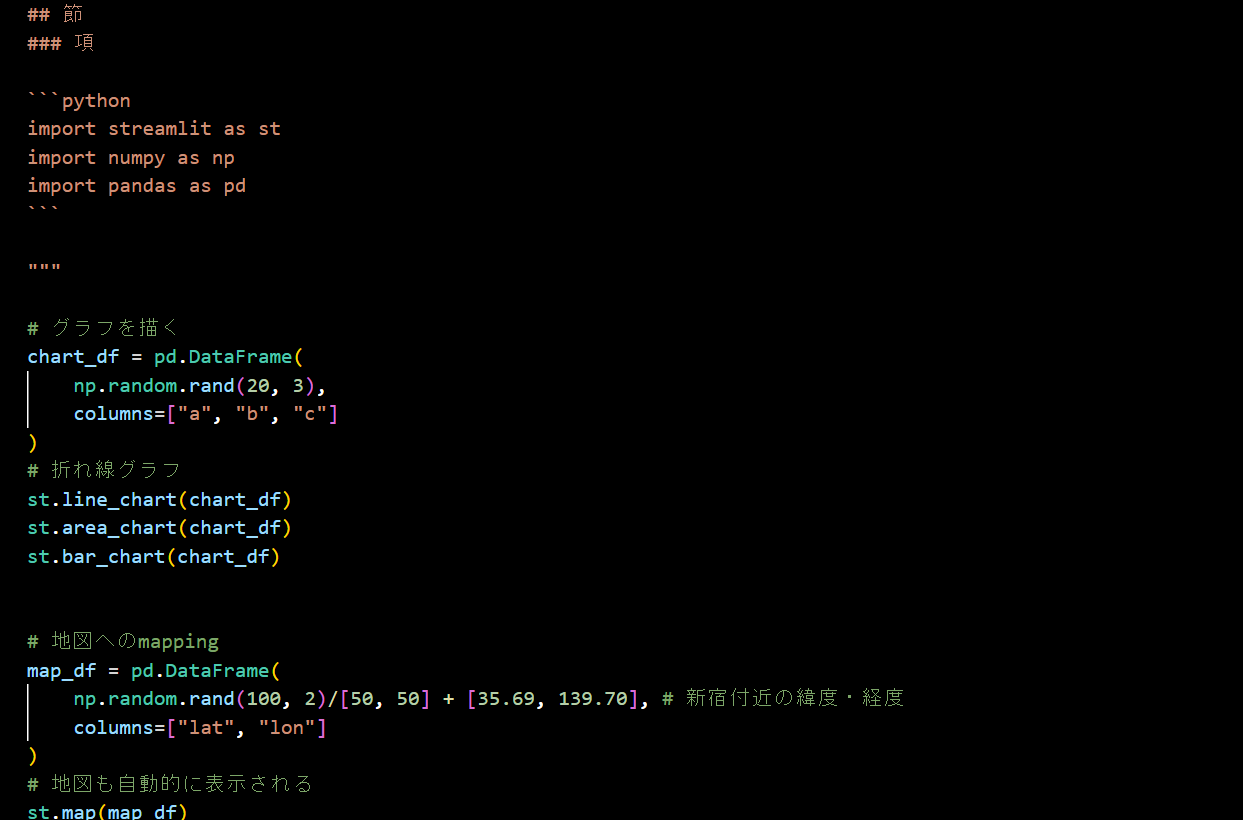 ## 節
### 項
```python
import streamlit as st
import numpy as np
import pandas as pd
```
"""
# グラフを描く
chart_df = pd.DataFrame(
    np.random.rand(20, 3),
    columns=["a", "b", "c"]
)
# 折れ線グラフ
st.line_chart(chart_df)
st.area_chart(chart_df)
st.bar_chart(chart_df)
# 地図へのmapping
map_df = pd.DataFrame(
    np.random.rand(100, 2)/[50, 50] + [35.69, 139.70], # 新宿付近の緯度・経度
    columns=["lat", "lon"]
)
# 地図も自動的に表示される
st.map(map_df)